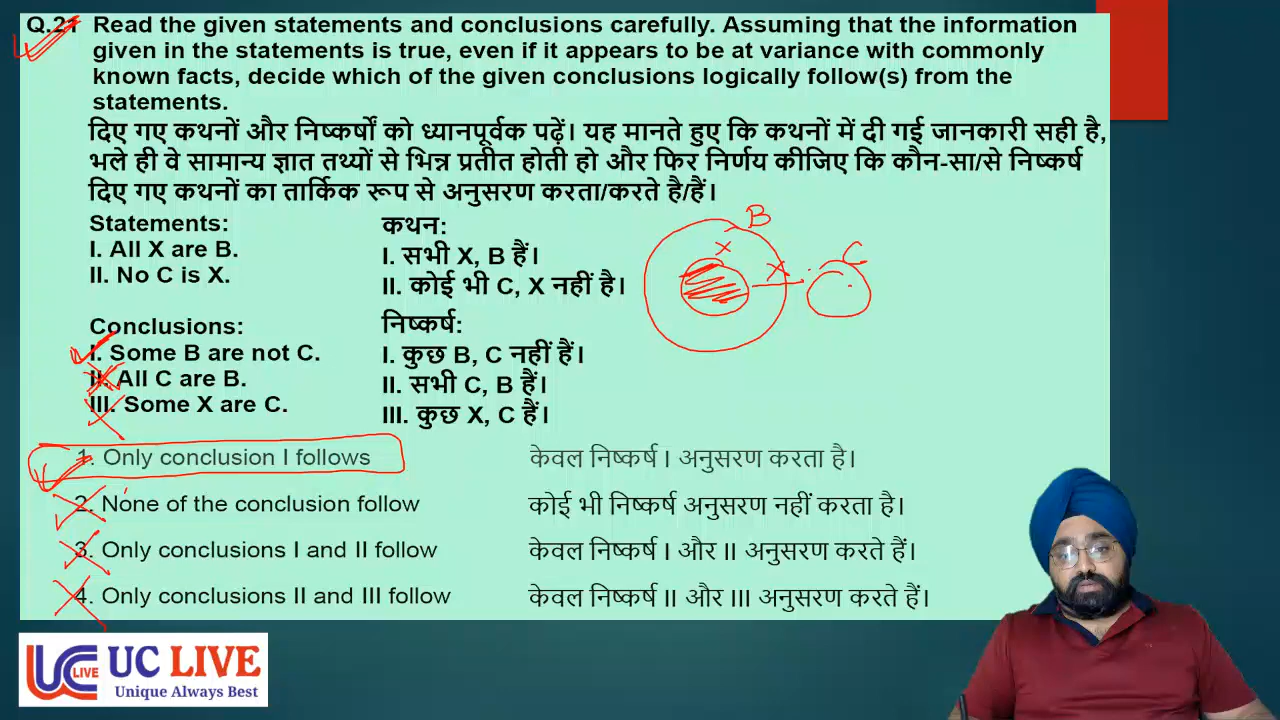 Q.21 Read the given statements and conclusions carefully. Assuming that the information
given in the statements is true, even if it appears to be at variance with commonly
known facts, decide which of the given conclusions logically follow(s) from the
statements.
दिए गए कथनों और निष्कर्षों को ध्यानपूर्वक पढ़ें। यह मानते हुए कि कथनों में दी गई जानकारी सही है,
भले ही वे सामान्य ज्ञात तथ्यों से भिन्न प्रतीत होती हो और फिर निर्णय कीजिए कि कौन-सा/से निष्कर्ष
दिए गए कथनों का तार्किक रूप से अनुसरण करता/करते है/हैं।
Statements:
I. All X are B.
II. No C is X.
कथन:
I. सभी X, B हैं।
II. कोई भी C, X नहीं है।
B
X
X
C
Conclusions:
I. Some B are not C.
II. All C are B.
III. Some X are C.
निष्कर्ष:
I. कुछ B, C नहीं हैं।
II. सभी C, B हैं।
III. कुछ X, C हैं।
1. Only conclusion I follows केवल निष्कर्ष I अनुसरण करता है।
2. None of the conclusion follow कोई भी निष्कर्ष अनुसरण नहीं करता है।
3. Only conclusions I and II follow केवल निष्कर्ष I और II अनुसरण करते हैं।
4. Only conclusions II and III follow केवल निष्कर्ष II और III अनुसरण करते हैं।
UC LIVE UC LIVE
Unique Always Best